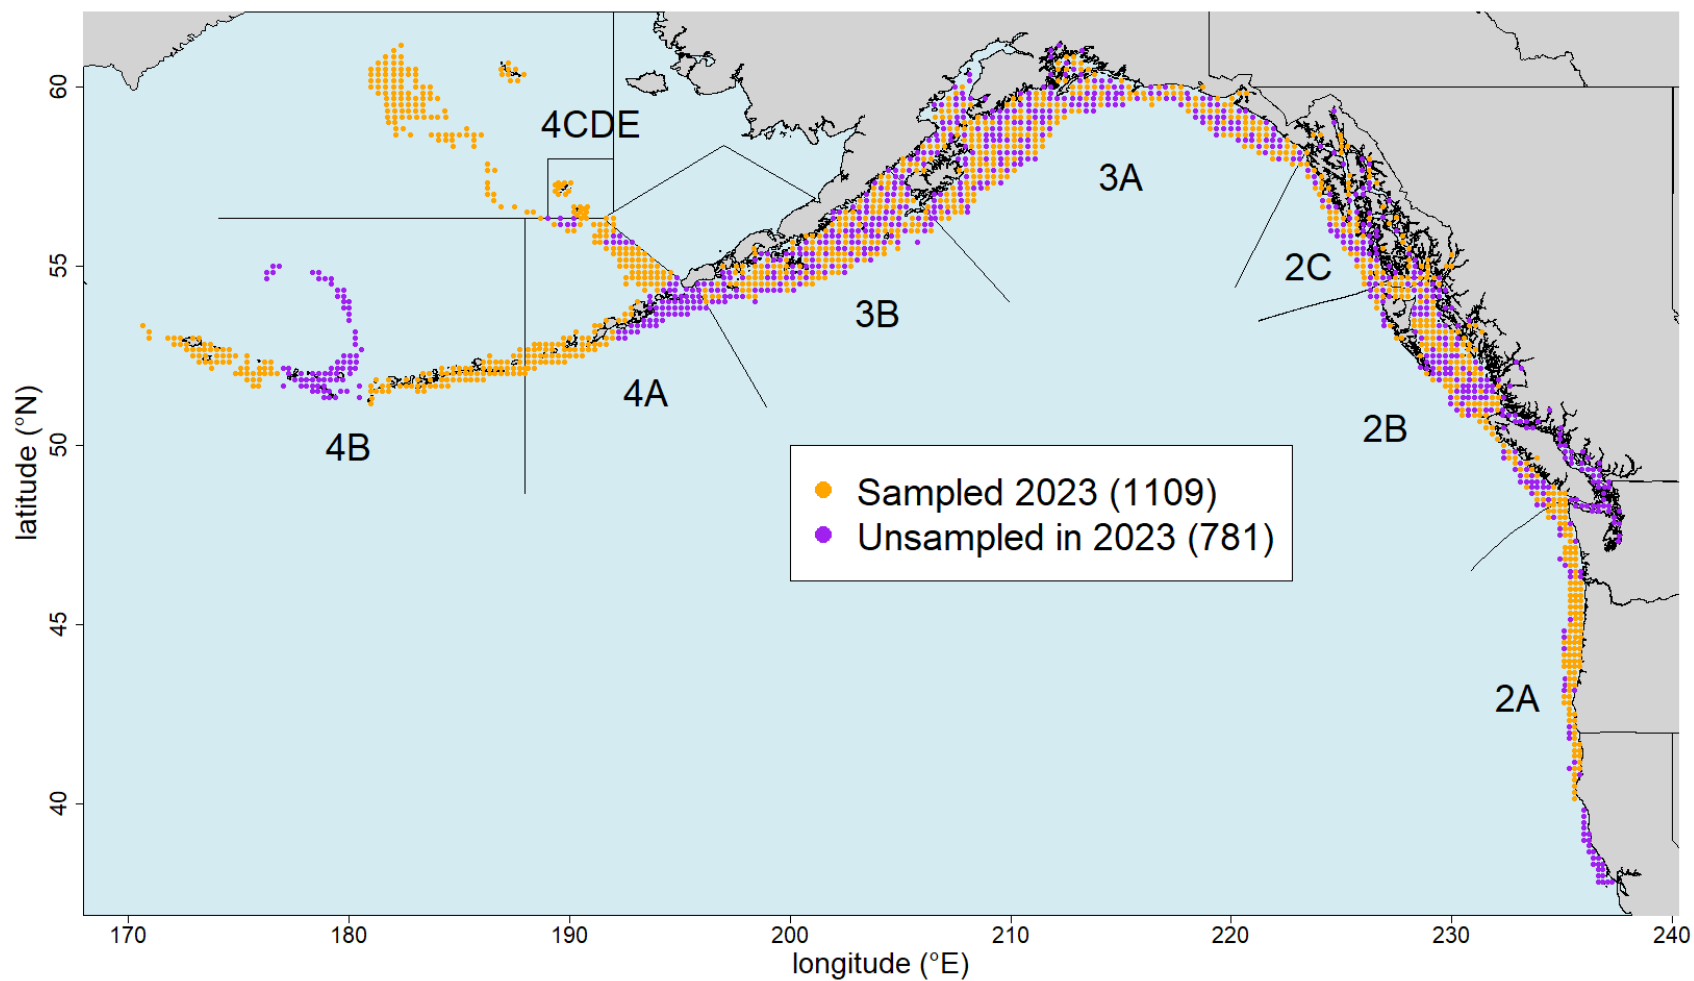 60
55
50
45
40
latitude (°N)
4CDE
3A
2C
3B
4A
2B
4B
Sampled 2023 (1109)
Unsampled in 2023 (781)
2A
170
180
190
200
210
220
230
240
longitude (°E)